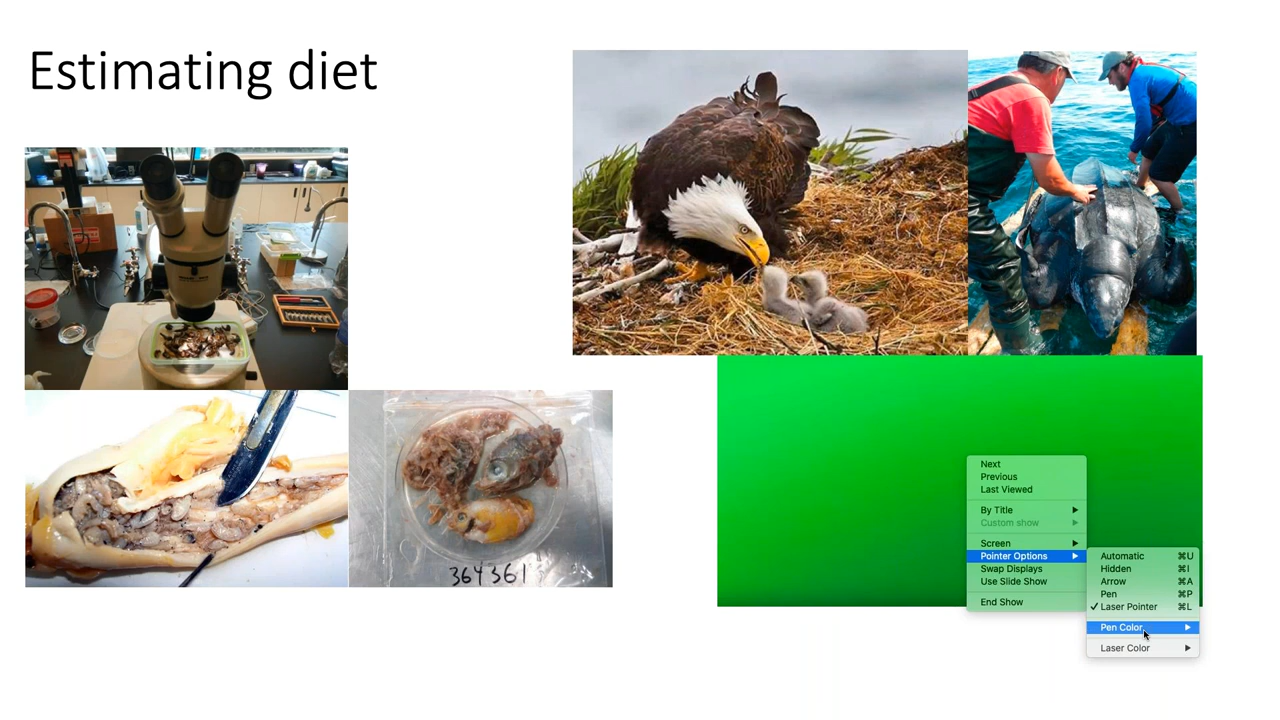 Estimating diet
364361
Next
Previous
Last Viewed
By Title
Custom show
Screen
Pointer Options
Swap Displays
Use Slide Show
End Show
Automatic ⌘U
Hidden ⌘I
Arrow ⌘A
Pen ⌘P
✓ Laser Pointer ⌘L
Pen Color
Laser Color